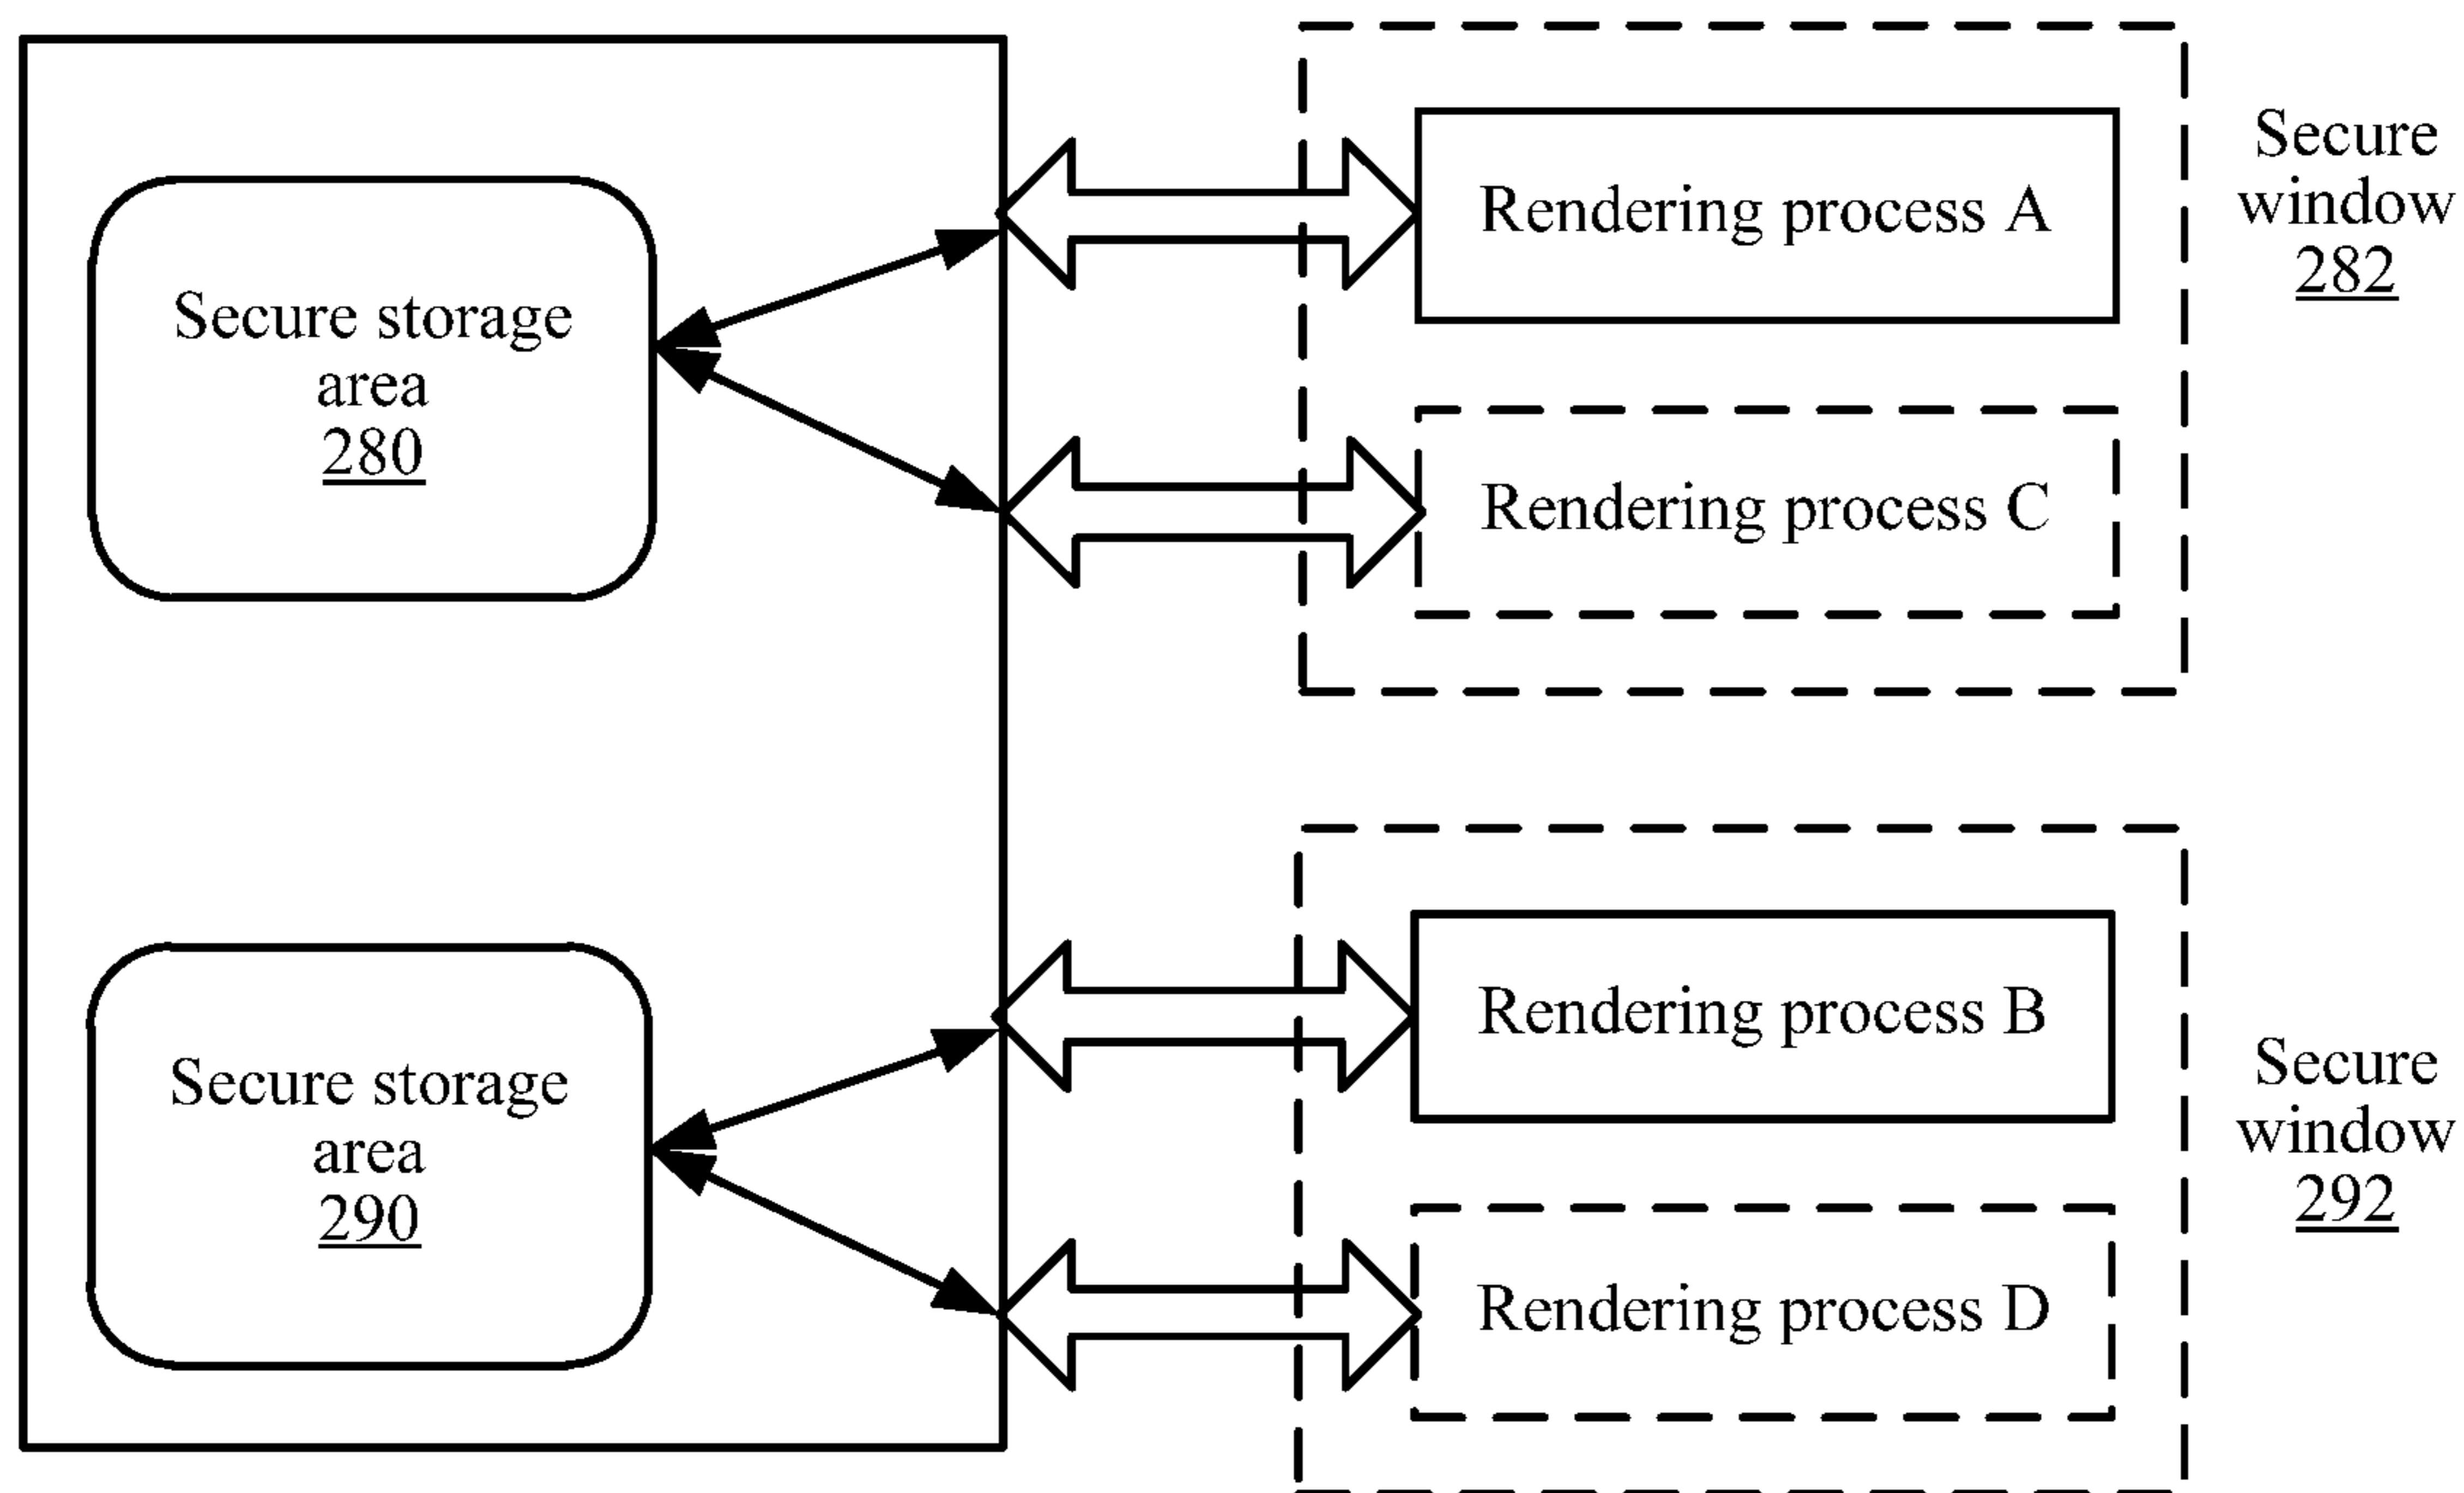 Secure storage
area
280
Rendering process A
Rendering process C
Secure
window
282
Secure storage
area
290
Rendering process B
Rendering process D
Secure
window
292